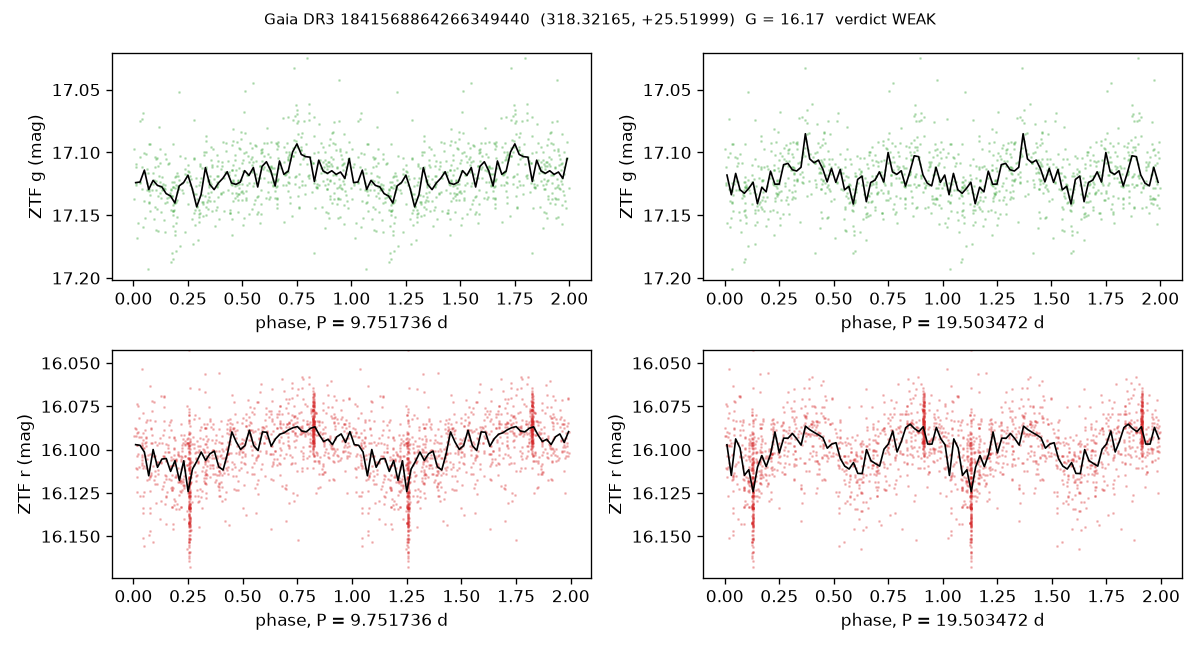 Gaia DR3 1841568864266349440  (318.32165, +25.51999)  G = 16.17  verdict WEAK
ZTF g (mag)
17.05
17.10
17.15
17.20
0.00 0.25 0.50 0.75 1.00 1.25 1.50 1.75 2.00
phase, P = 9.751736 d
ZTF g (mag)
17.05
17.10
17.15
17.20
0.00 0.25 0.50 0.75 1.00 1.25 1.50 1.75 2.00
phase, P = 19.503472 d
ZTF r (mag)
16.050
16.075
16.100
16.125
16.150
0.00 0.25 0.50 0.75 1.00 1.25 1.50 1.75 2.00
phase, P = 9.751736 d
ZTF r (mag)
16.050
16.075
16.100
16.125
16.150
0.00 0.25 0.50 0.75 1.00 1.25 1.50 1.75 2.00
phase, P = 19.503472 d